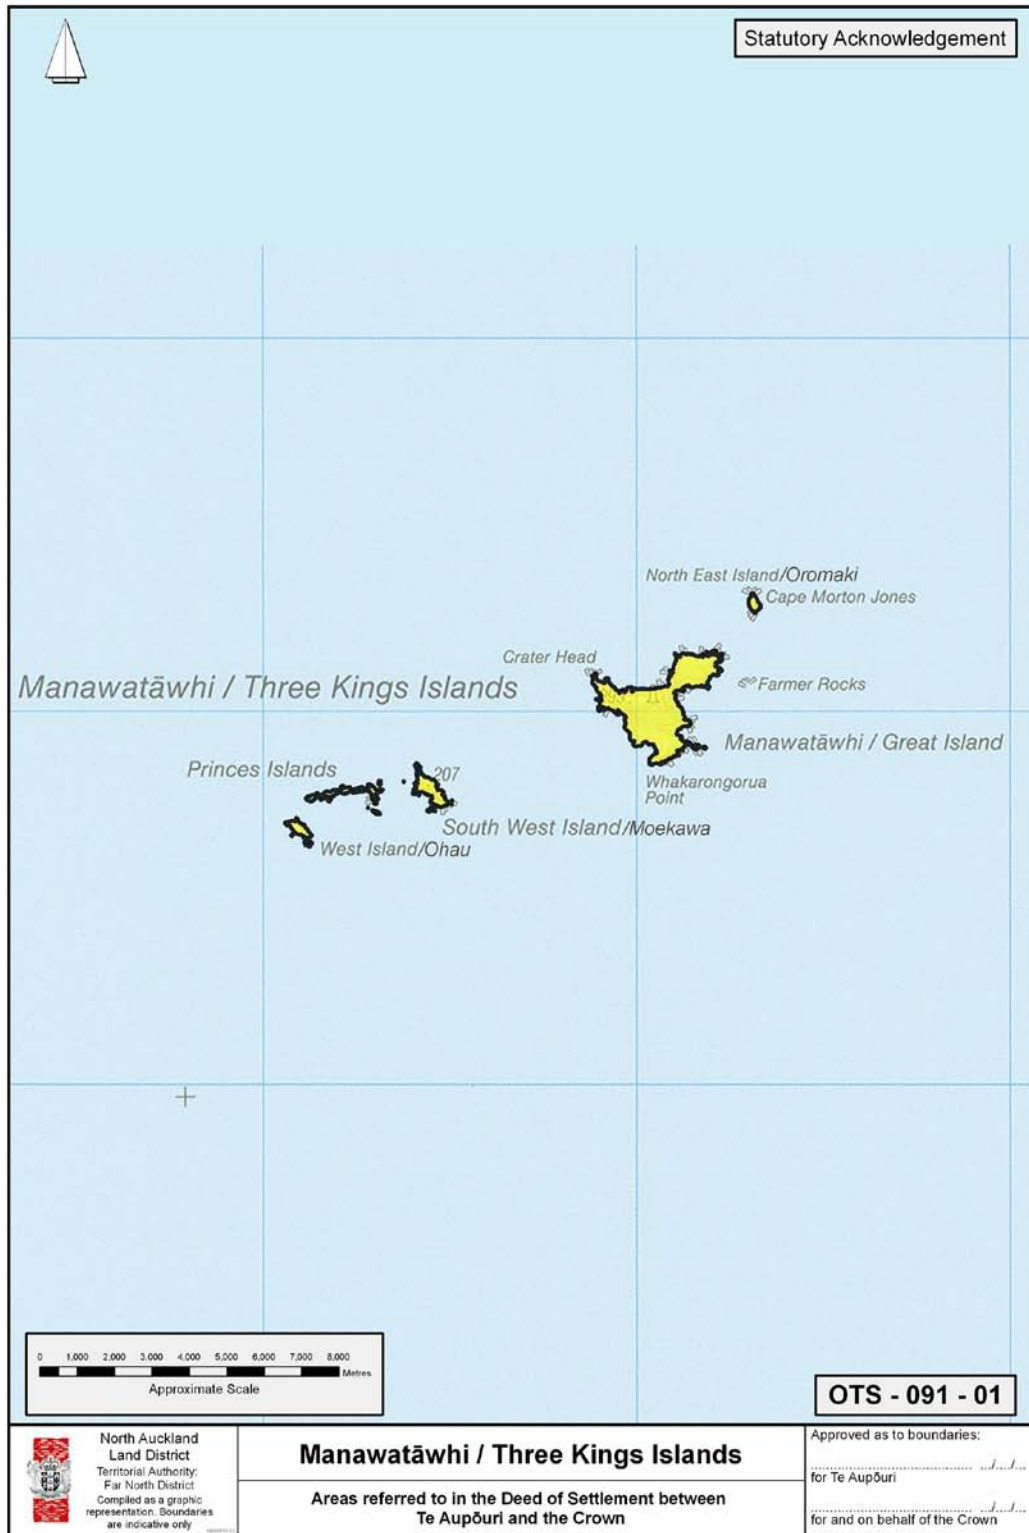 Statutory Acknowledgement
North East Island/Oromaki
Cape Morton Jones
Crater Head
Farmer Rocks
Manawatāwhi / Three Kings Islands
Manawatāwhi / Great Island
Whakarongorua
Point
Princes Islands
207
South West Island/Moekawa
West Island/Ohau
0 1,000 2,000 3,000 4,000 5,000 6,000 7,000 8,000
Metres
Approximate Scale
OTS - 091 - 01
North Auckland
Land District
Territorial Authority:
Far North District
Compiled as a graphic
representation. Boundaries
are indicative only
Manawatāwhi / Three Kings Islands
Areas referred to in the Deed of Settlement between
Te Aupōuri and the Crown
Approved as to boundaries:
........................ .../.../...
for Te Aupōuri
........................ .../.../...
for and on behalf of the Crown